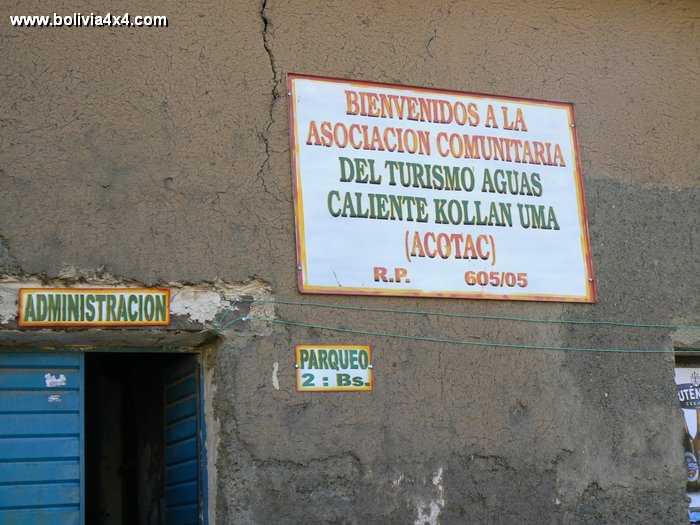 www.bolivia4x4.com
BIENVENIDOS A LA
ASOCIACION COMUNITARIA
DEL TURISMO AGUAS
CALIENTE KOLLAN UMA
(ACOTAC)
R.P. 605/05
ADMINISTRACION
PARQUEO
2 : Bs.